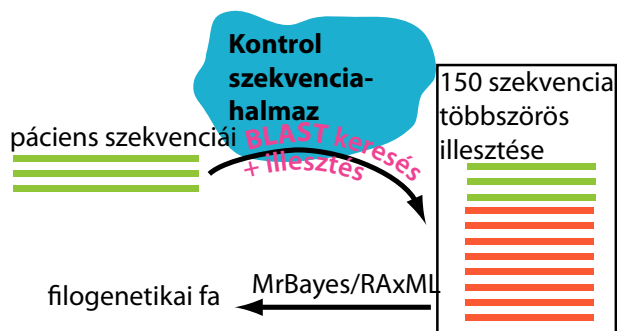 Kontrol
szekvencia-
halmaz
páciens szekvenciái
BLAST keresés
+ illesztés
150 szekvencia
többszörös
illesztése
MrBayes/RAxML
filogenetikai fa